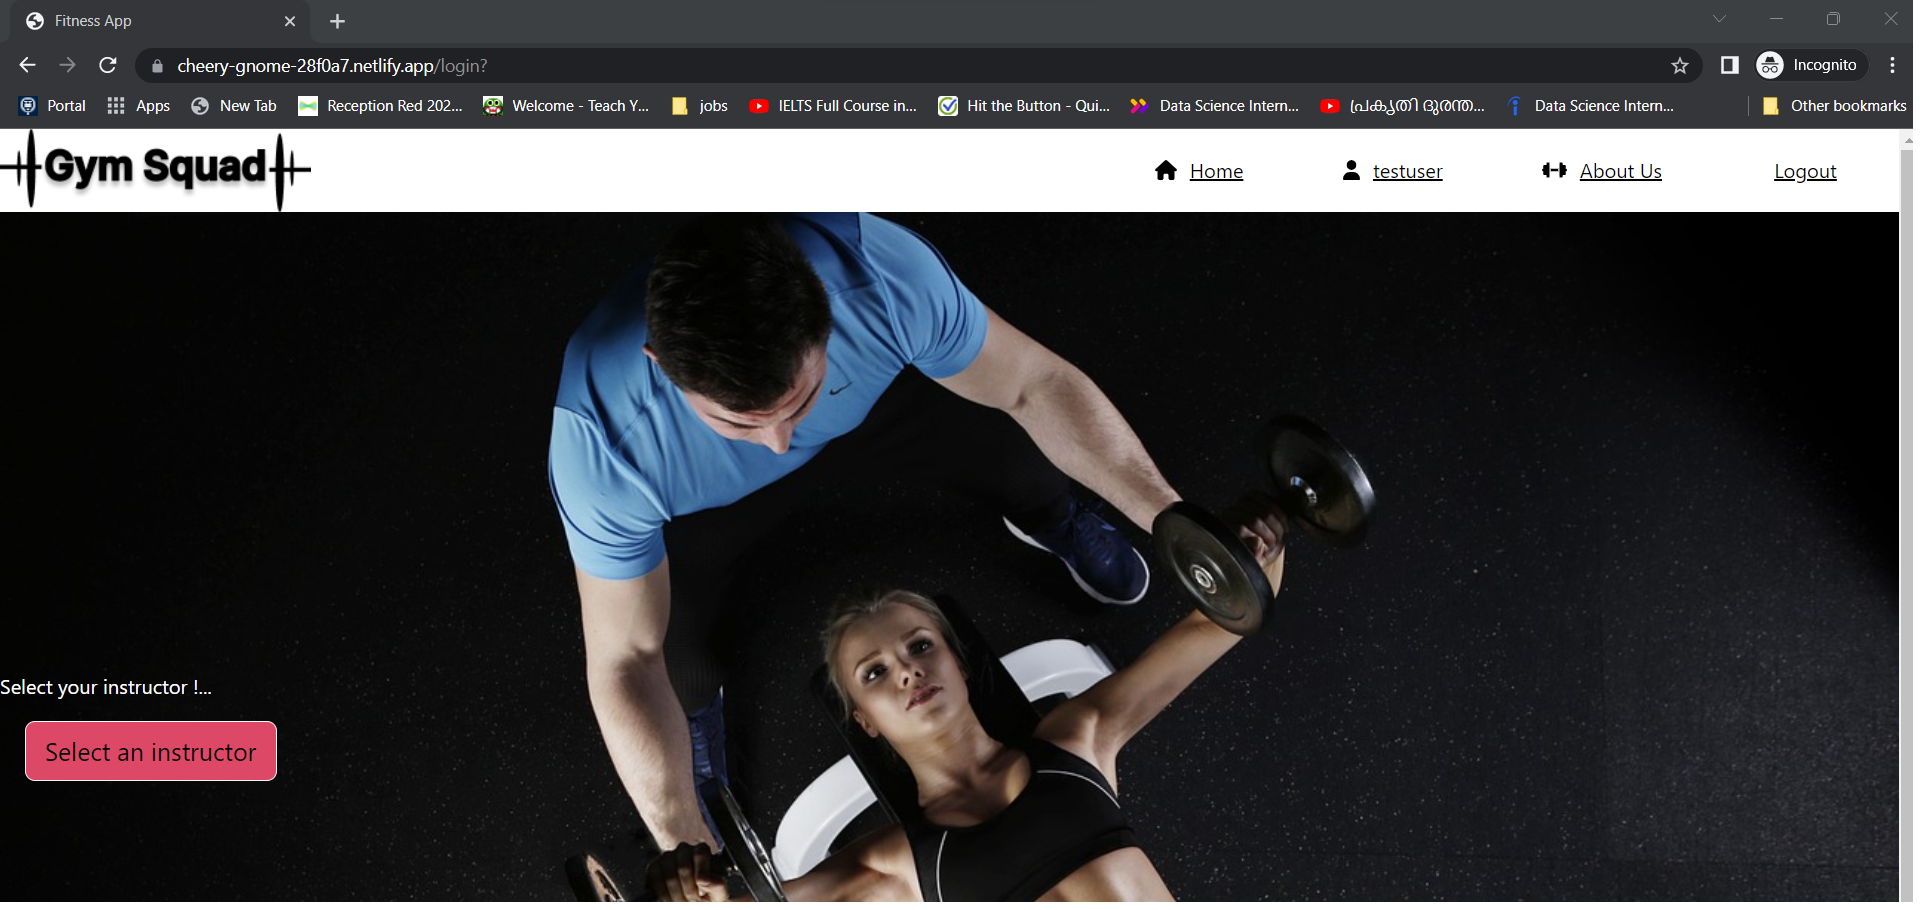 Fitness App
cheery-gnome-28f0a7.netlify.app/login?
Incognito
Portal Apps New Tab Reception Red 202... Welcome - Teach Y... jobs IELTS Full Course in... Hit the Button - Qui... Data Science Intern... പ്രകൃതി ദുരന്ത... Data Science Intern... Other bookmarks
Gym Squad
Home testuser About Us Logout
Select your instructor !...
Select an instructor